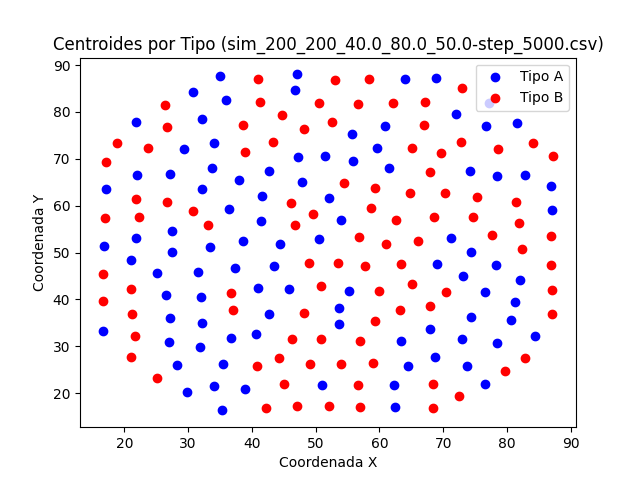 Centroides por Tipo (sim_200_200_40.0_80.0_50.0-step_5000.csv)
90
80
70
60
50
40
30
20
Coordenada Y
Tipo A
Tipo B
20 30 40 50 60 70 80 90
Coordenada X